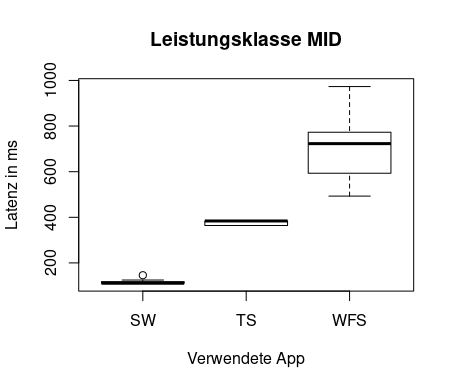 Leistungsklasse MID
Latenz in ms
1000
800
600
400
200
SW TS WFS
Verwendete App